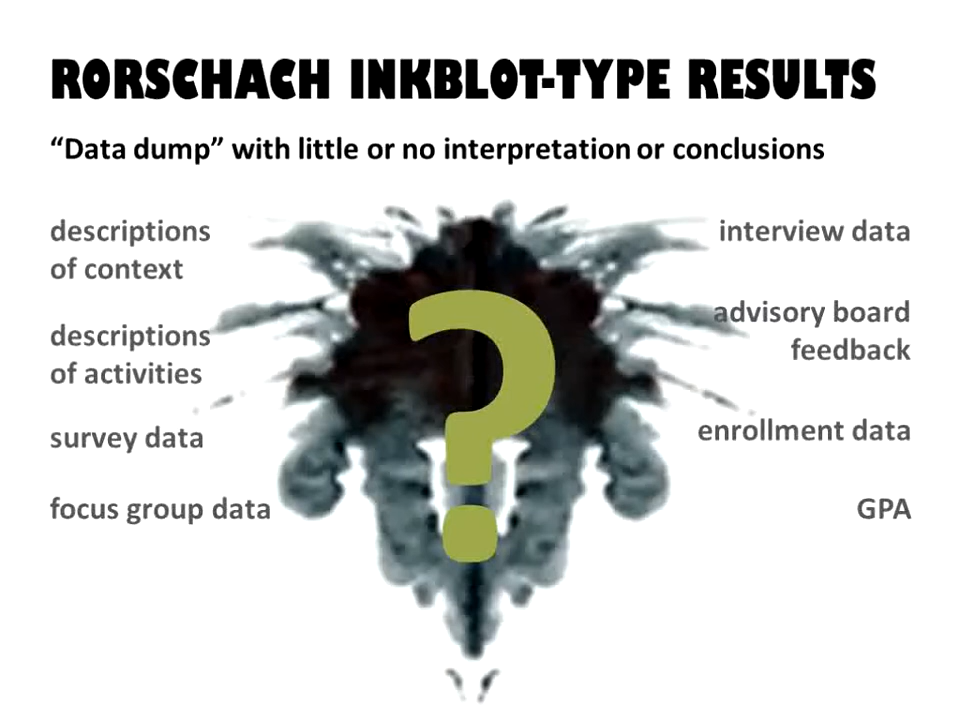 RORSCHACH INKBLOT-TYPE RESULTS
“Data dump” with little or no interpretation or conclusions
descriptions
of context
descriptions
of activities
survey data
focus group data
?
interview data
advisory board
feedback
enrollment data
GPA